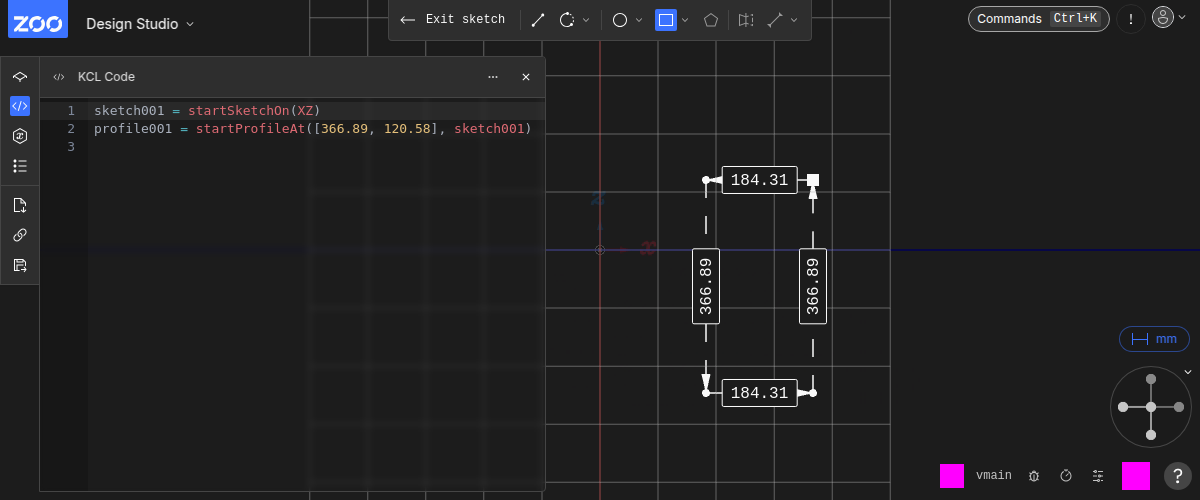 ZOO Design Studio
Exit sketch
Commands Ctrl+K !
KCL Code
1 sketch001 = startSketchOn(XZ)
2 profile001 = startProfileAt([366.89, 120.58], sketch001)
3
z
x
184.31
366.89
366.89
184.31
mm
vmain
?